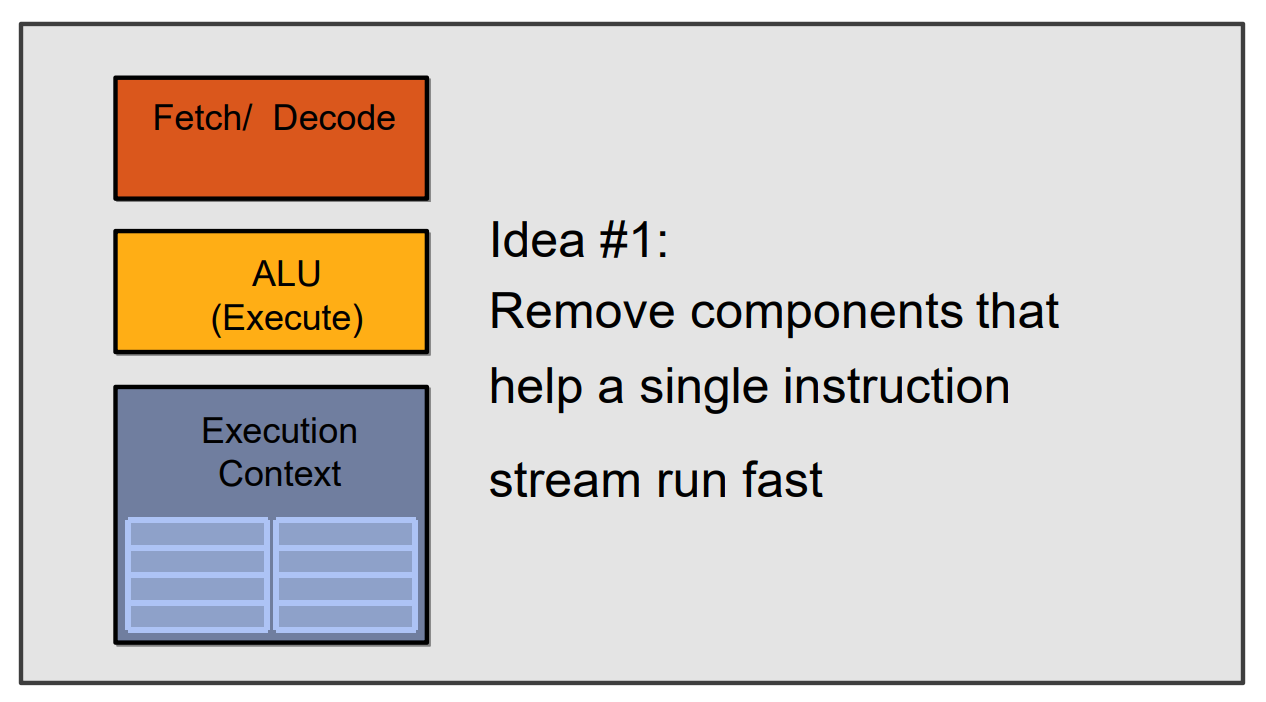 Fetch/ Decode
ALU
(Execute)
Execution
Context
Idea #1:
Remove components that
help a single instruction
stream run fast